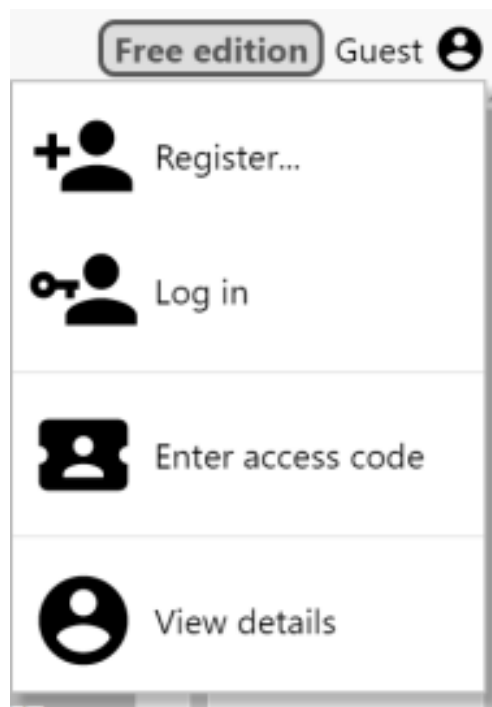 Free edition Guest
Register...
Log in
Enter access code
View details